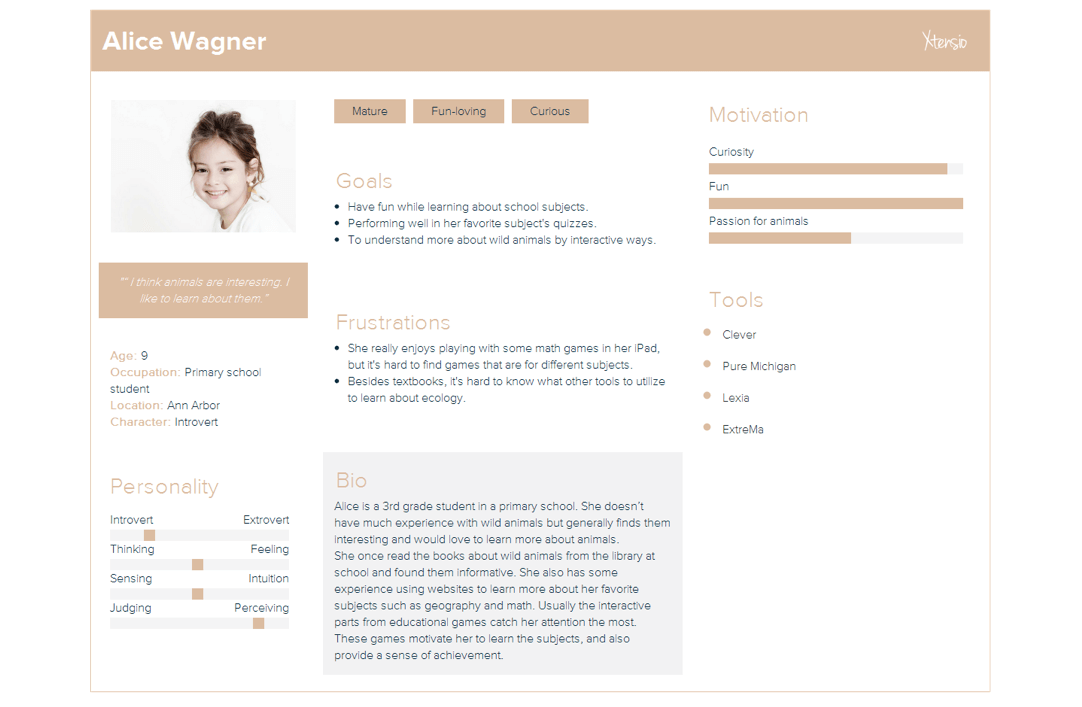 Alice Wagner
Xtensio
"" I think animals are interesting. I
like to learn about them."
Age: 9
Occupation: Primary school
student
Location: Ann Arbor
Character: Introvert
Personality
Introvert Extrovert
Thinking Feeling
Sensing Intuition
Judging Perceiving
Mature Fun-loving Curious
Goals
• Have fun while learning about school subjects.
• Performing well in her favorite subject's quizzes.
• To understand more about wild animals by interactive ways.
Frustrations
• She really enjoys playing with some math games in her iPad,
but it's hard to find games that are for different subjects.
• Besides textbooks, it's hard to know what other tools to utilize
to learn about ecology.
Bio
Alice is a 3rd grade student in a primary school. She doesn't
have much experience with wild animals but generally finds them
interesting and would love to learn more about animals.
She once read the books about wild animals from the library at
school and found them informative. She also has some
experience using websites to learn more about her favorite
subjects such as geography and math. Usually the interactive
parts from educational games catch her attention the most.
These games motivate her to learn the subjects, and also
provide a sense of achievement.
Motivation
Curiosity
Fun
Passion for animals
Tools
• Clever
• Pure Michigan
• Lexia
• ExtreMa